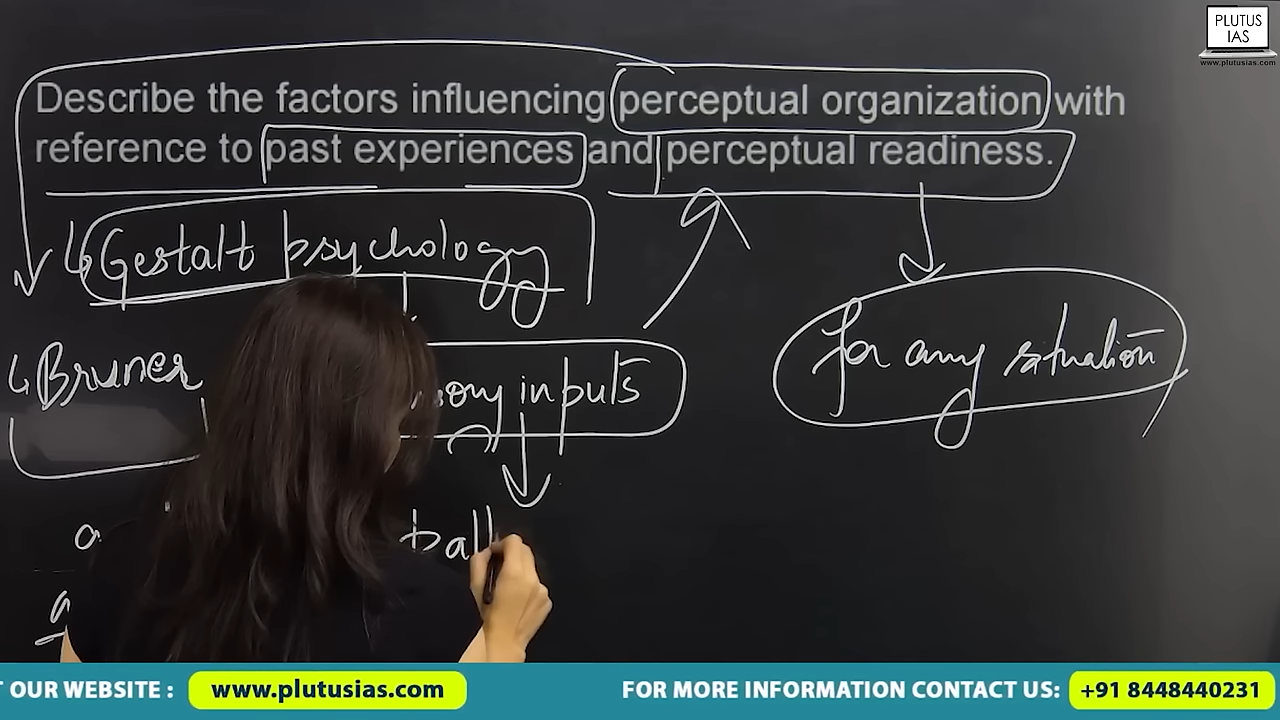 PLUTUS
IAS
www.plutusias.com
Describe the factors influencing perceptual organization with
reference to past experiences and perceptual readiness.
Gestalt psychology
Bruner
inputs
for any situation
ball
T OUR WEBSITE : www.plutusias.com
FOR MORE INFORMATION CONTACT US: +91 8448440231